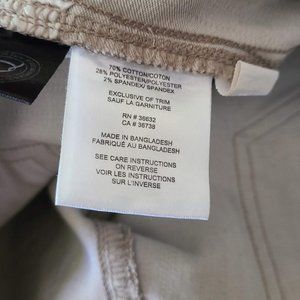 70% COTTON/COTON
28% POLYESTER/POLYESTER
2% SPANDEX/SPANDEX
EXCLUSIVE OF TRIM
SAUF LA GARNITURE
RN # 36632
CA # 36738
MADE IN BANGLADESH
FABRIQUÉ AU BANGLADESH
SEE CARE INSTRUCTIONS
ON REVERSE
VOIR LES INSTRUCTIONS
SUR L'INVERSE